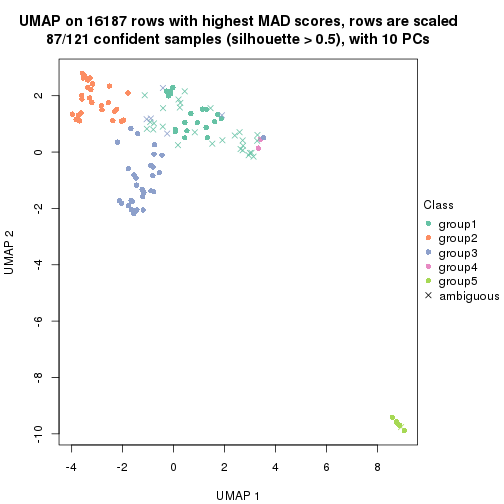 UMAP on 16187 rows with highest MAD scores, rows are scaled
87/121 confident samples (silhouette > 0.5), with 10 PCs
2
0
-2
-4
-6
-8
-10
UMAP 2
-4
-2
0
2
4
6
8
UMAP 1
Class
group1
group2
group3
group4
group5
ambiguous